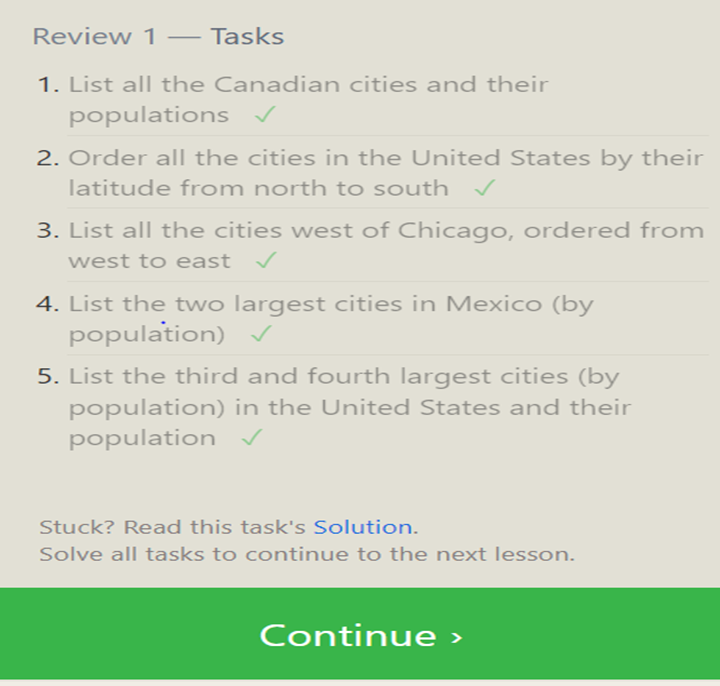 Review 1 — Tasks
1. List all the Canadian cities and their
populations ✓
2. Order all the cities in the United States by their
latitude from north to south ✓
3. List all the cities west of Chicago, ordered from
west to east ✓
4. List the two largest cities in Mexico (by
population) ✓
5. List the third and fourth largest cities (by
population) in the United States and their
population ✓
Stuck? Read this task's Solution.
Solve all tasks to continue to the next lesson.
Continue ›